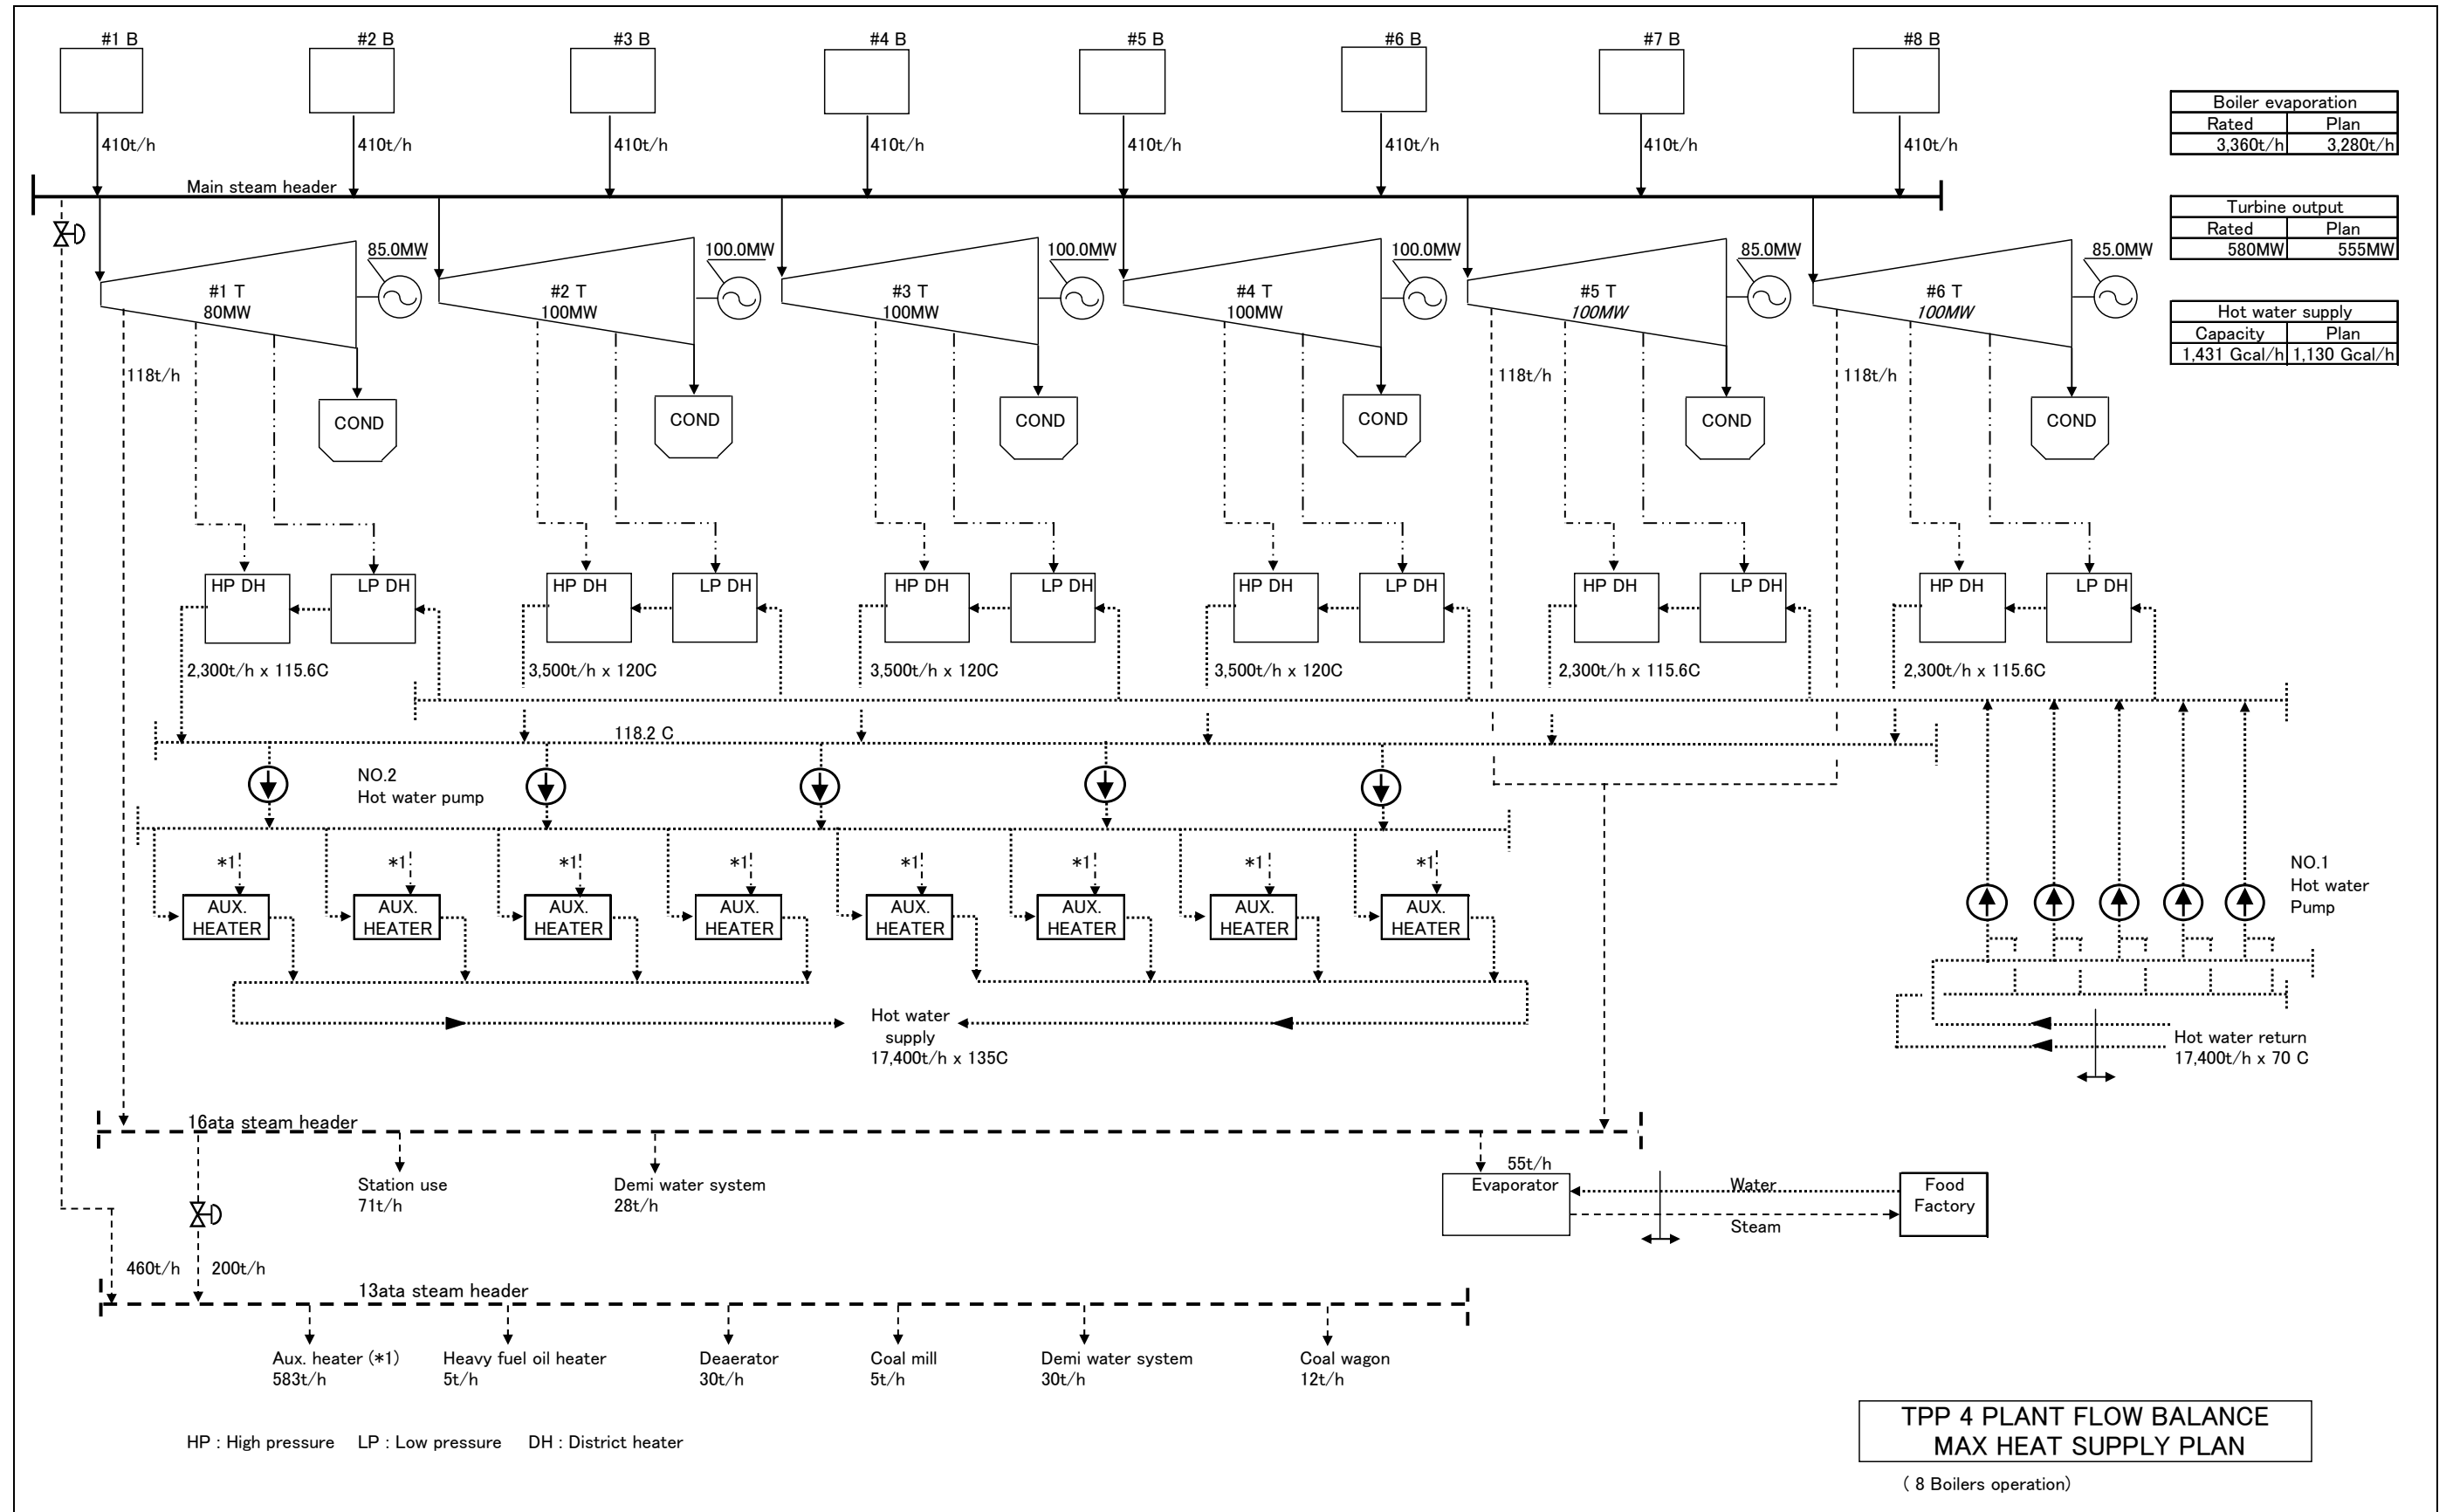 #1 B
#2 B
#3 B
#4 B
#5 B
#6 B
#7 B
#8 B
410t/h
410t/h
410t/h
410t/h
410t/h
410t/h
410t/h
410t/h
Boiler evaporation
Rated Plan
3,360t/h 3,280t/h
Main steam header
Turbine output
Rated Plan
580MW 555MW
85.0MW
100.0MW
100.0MW
100.0MW
85.0MW
85.0MW
#1 T
80MW
#2 T
100MW
#3 T
100MW
#4 T
100MW
#5 T
100MW
#6 T
100MW
Hot water supply
Capacity Plan
1,431 Gcal/h 1,130 Gcal/h
118t/h
118t/h
118t/h
COND
COND
COND
COND
COND
COND
HP DH
LP DH
HP DH
LP DH
HP DH
LP DH
HP DH
LP DH
HP DH
LP DH
HP DH
LP DH
2,300t/h x 115.6C
3,500t/h x 120C
3,500t/h x 120C
3,500t/h x 120C
2,300t/h x 115.6C
2,300t/h x 115.6C
118.2 C
NO.2
Hot water pump
*1
*1
*1
*1
*1
*1
*1
*1
AUX.
HEATER
AUX.
HEATER
AUX.
HEATER
AUX.
HEATER
AUX.
HEATER
AUX.
HEATER
AUX.
HEATER
AUX.
HEATER
NO.1
Hot water
Pump
Hot water
supply
17,400t/h x 135C
Hot water return
17,400t/h x 70 C
16ata steam header
Station use
71t/h
Demi water system
28t/h
55t/h
Evaporator
Water
Steam
Food
Factory
460t/h
200t/h
13ata steam header
Aux. heater (*1)
583t/h
Heavy fuel oil heater
5t/h
Deaerator
30t/h
Coal mill
5t/h
Demi water system
30t/h
Coal wagon
12t/h
HP : High pressure LP : Low pressure DH : District heater
TPP 4 PLANT FLOW BALANCE
MAX HEAT SUPPLY PLAN
( 8 Boilers operation)